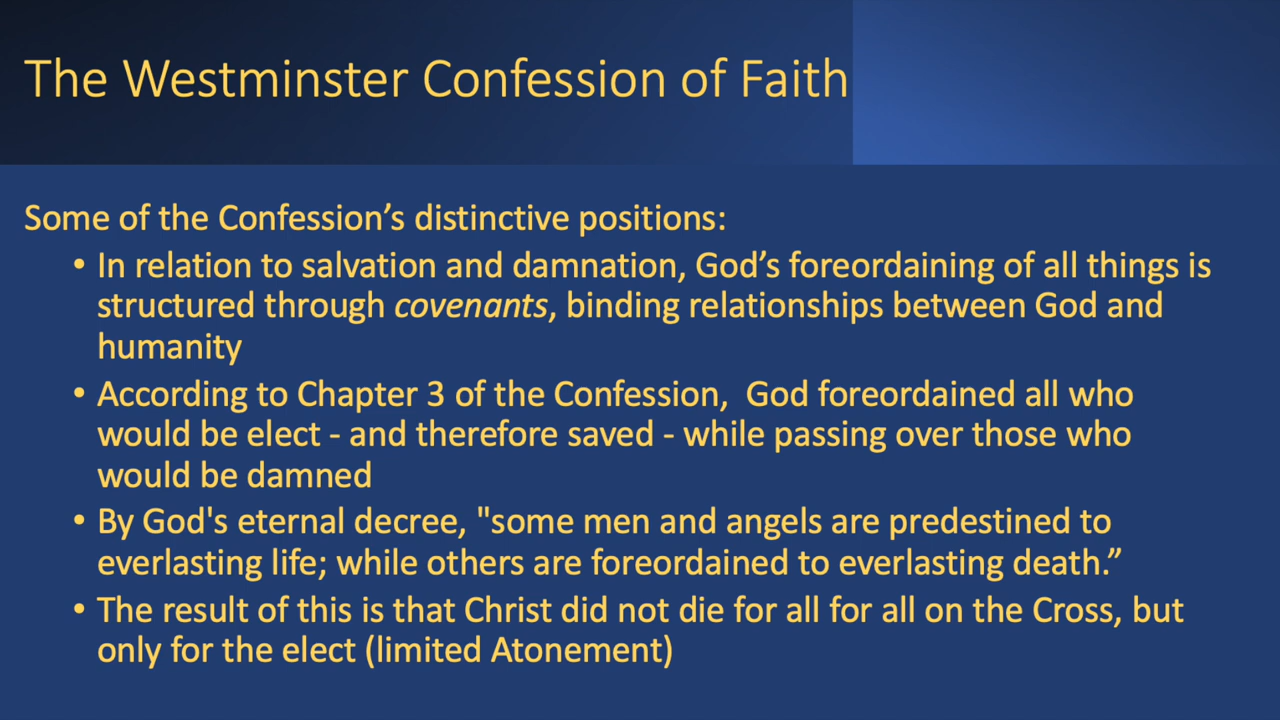 The Westminster Confession of Faith
Some of the Confession’s distinctive positions:
• In relation to salvation and damnation, God’s foreordaining of all things is
structured through covenants, binding relationships between God and
humanity
• According to Chapter 3 of the Confession,  God foreordained all who
would be elect - and therefore saved - while passing over those who
would be damned
• By God's eternal decree, "some men and angels are predestined to
everlasting life; while others are foreordained to everlasting death.”
• The result of this is that Christ did not die for all for all on the Cross, but
only for the elect (limited Atonement)